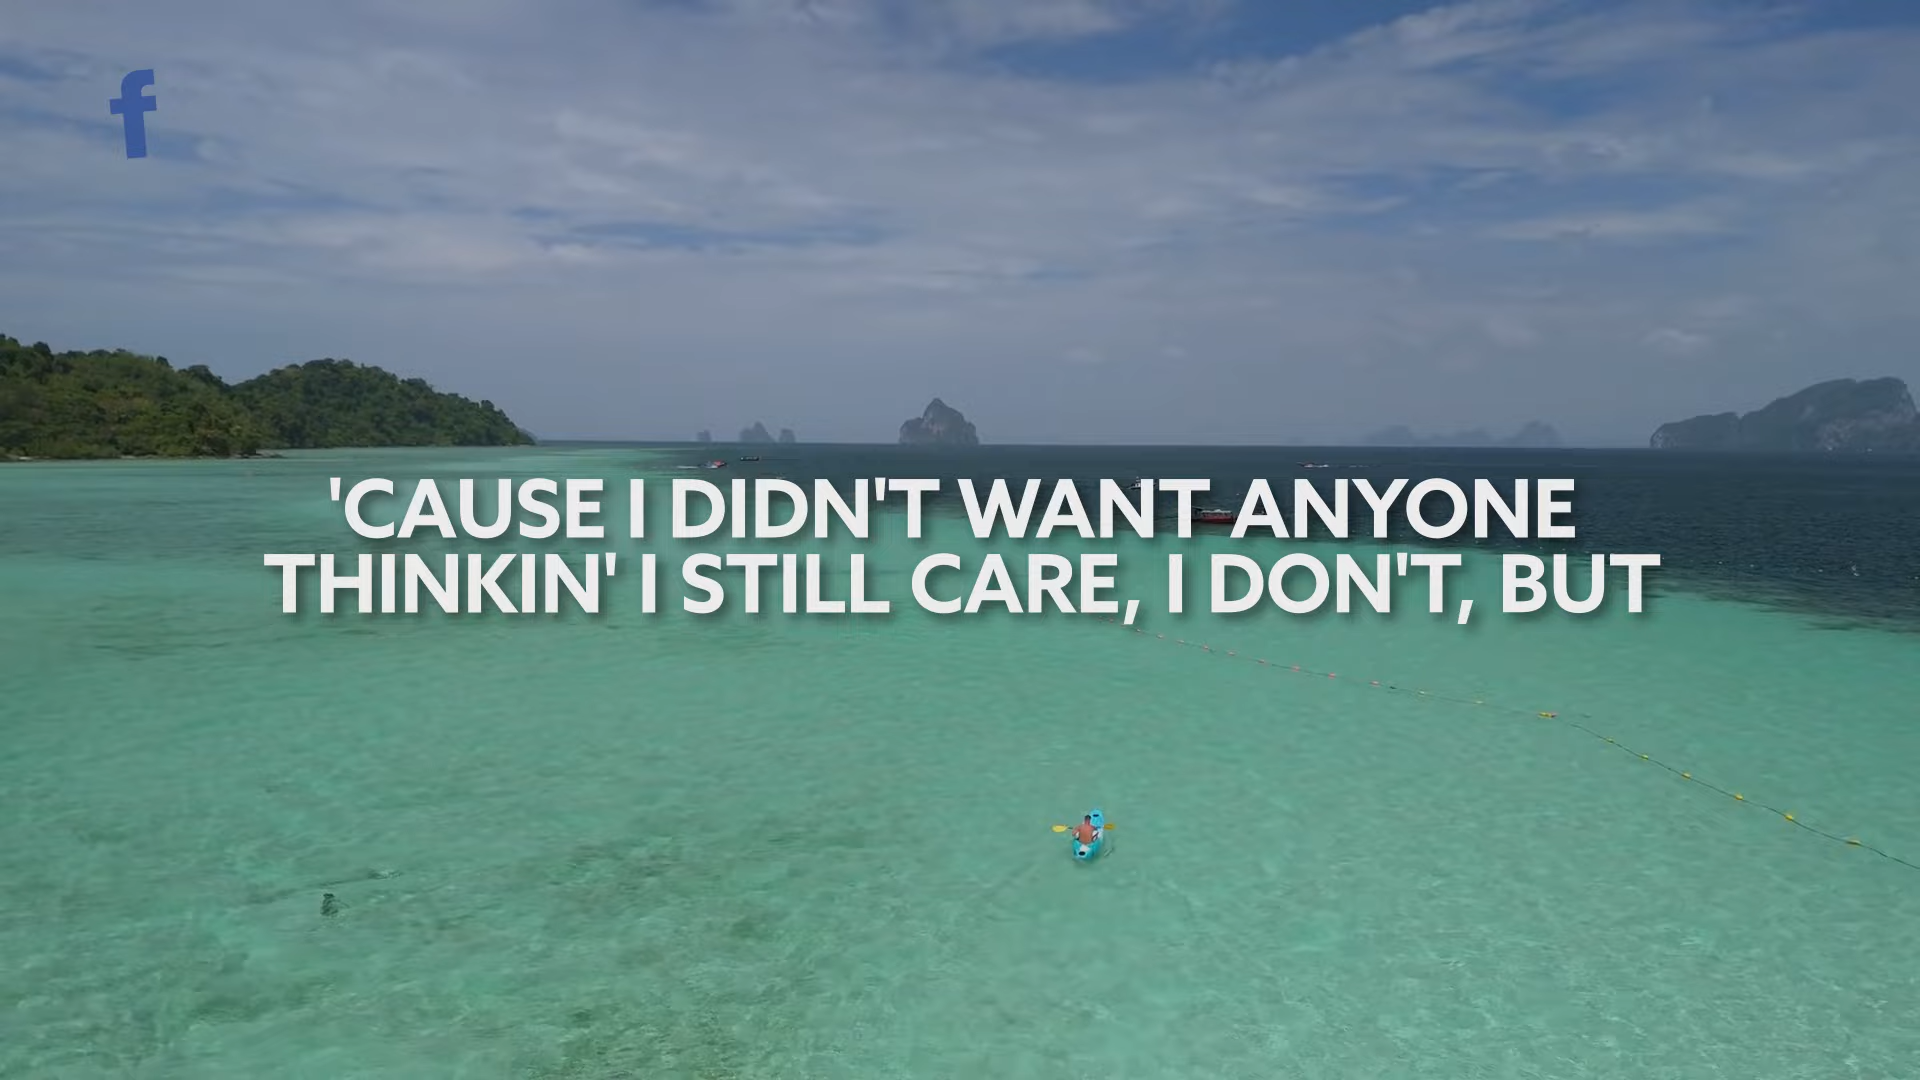 f
'CAUSE I DIDN'T WANT ANYONE
THINKIN' I STILL CARE, I DON'T, BUT